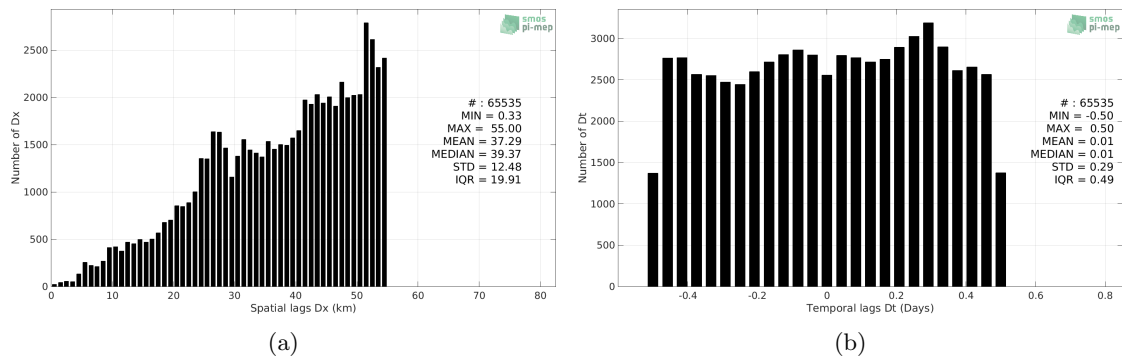 smos
pi-mep
2500
2000
1500
1000
500
0
Number of Dx
# : 65535
MIN = 0.33
MAX = 55.00
MEAN = 37.29
MEDIAN = 39.37
STD = 12.48
IQR = 19.91
0 10 20 30 40 50 60 70 80
Spatial lags Dx (km)
(a)
smos
pi-mep
3000
2500
2000
1500
1000
500
0
Number of Dt
# : 65535
MIN = -0.50
MAX = 0.50
MEAN = 0.01
MEDIAN = 0.01
STD = 0.29
IQR = 0.49
-0.4 -0.2 0 0.2 0.4 0.6 0.8
Temporal lags Dt (Days)
(b)